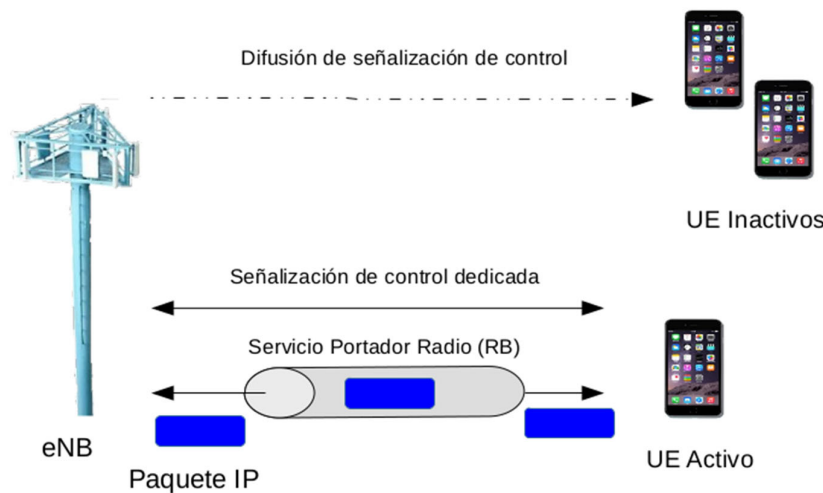 Difusión de señalización de control
UE Inactivos
Señalización de control dedicada
Servicio Portador Radio (RB)
eNB
Paquete IP
UE Activo